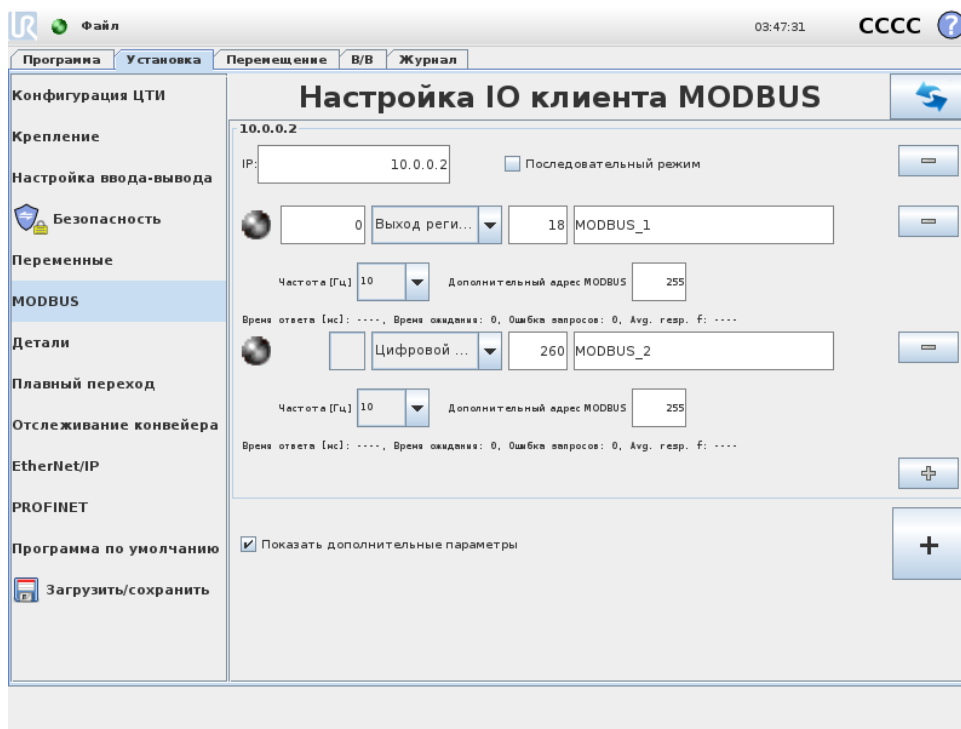 UR Файл 03:47:31 CCCC ?
Программа Установка Перемещение В/В Журнал
Конфигурация ЦТИ
Крепление
Настройка ввода-вывода
Безопасность
Переменные
MODBUS
Детали
Плавный переход
Отслеживание конвейера
EtherNet/IP
PROFINET
Программа по умолчанию
Загрузить/сохранить
Настройка IO клиента MODBUS
10.0.0.2
IP: 10.0.0.2 Последовательный режим
0 Выход реги... 18 MODBUS_1
Частота [Гц] 10 Дополнительный адрес MODBUS 255
Время ответа [мс]: ----, Время ожидания: 0, Ошибка запросов: 0, Avg. resp. f: ----
Цифровой ... 260 MODBUS_2
Частота [Гц] 10 Дополнительный адрес MODBUS 255
Время ответа [мс]: ----, Время ожидания: 0, Ошибка запросов: 0, Avg. resp. f: ----
Показать дополнительные параметры